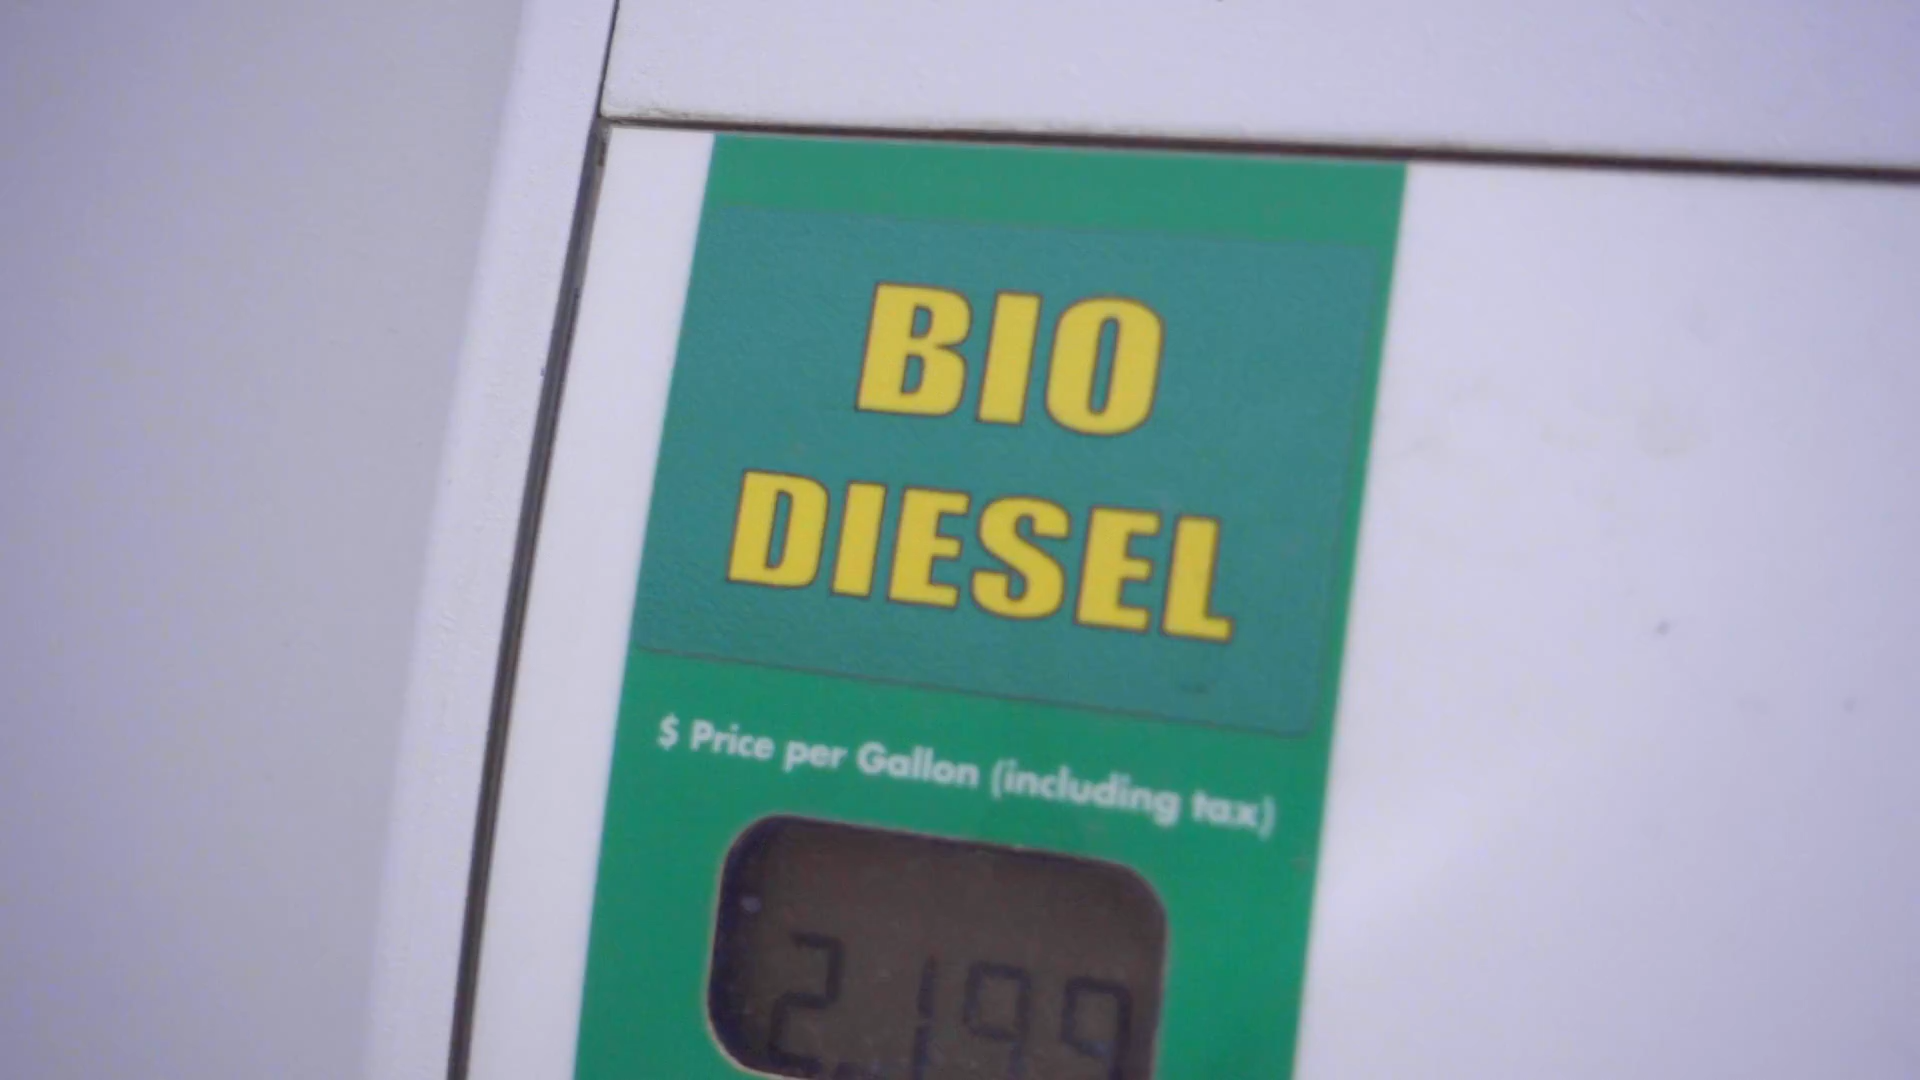 BIO
DIESEL
$ Price per Gallon (including tax)
2.199